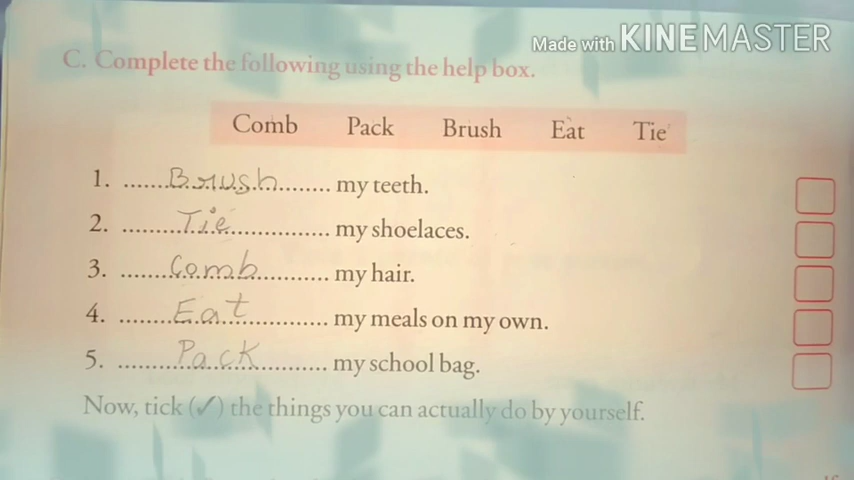 Made with KINEMASTER
C. Complete the following using the help box.
Comb Pack Brush Eat Tie
1. .......Brush......... my teeth.
2. .........Tie............... my shoelaces.
3. .......Comb............ my hair.
4. ........Eat............. my meals on my own.
5. .........Pack............ my school bag.
Now, tick (✓) the things you can actually do by yourself.